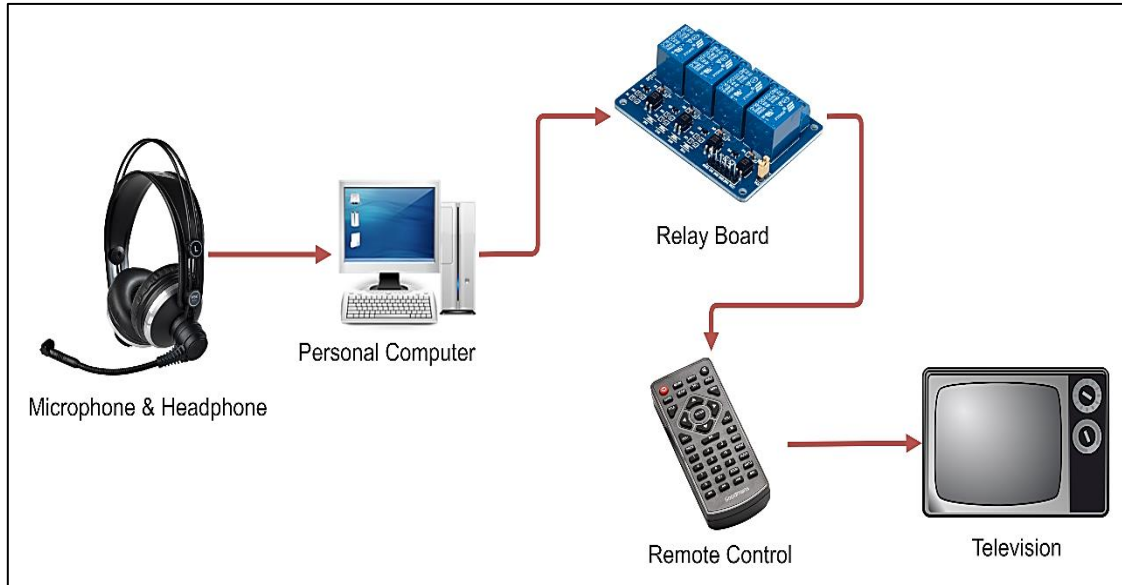 Relay Board
Personal Computer
Microphone & Headphone
Remote Control
Television